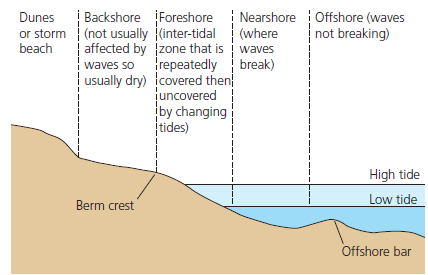 Dunes
or storm
beach
Backshore
(not usually
affected by
waves so
usually dry)
Foreshore
(inter-tidal
zone that is
repeatedly
covered then
uncovered
by changing
tides)
Nearshore
(where
waves
break)
Offshore (waves
not breaking)
High tide
Low tide
Berm crest
Offshore bar